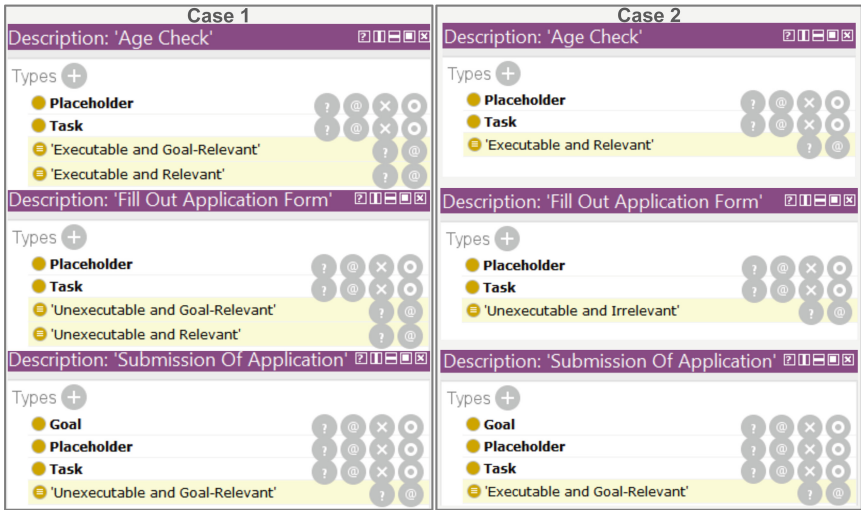 Case 1
Description: 'Age Check'
Types
Placeholder
Task
'Executable and Goal-Relevant'
'Executable and Relevant'
Description: 'Fill Out Application Form'
Types
Placeholder
Task
'Unexecutable and Goal-Relevant'
'Unexecutable and Relevant'
Description: 'Submission Of Application'
Types
Goal
Placeholder
Task
'Unexecutable and Goal-Relevant'
Case 2
Description: 'Age Check'
Types
Placeholder
Task
'Executable and Relevant'
Description: 'Fill Out Application Form'
Types
Placeholder
Task
'Unexecutable and Irrelevant'
Description: 'Submission Of Application'
Types
Goal
Placeholder
Task
'Executable and Goal-Relevant'